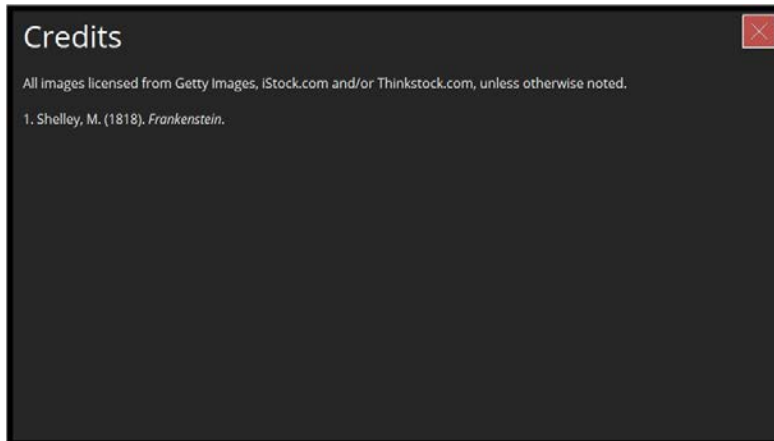 Credits
All images licensed from Getty Images, iStock.com and/or Thinkstock.com, unless otherwise noted.
1. Shelley, M. (1818). Frankenstein.